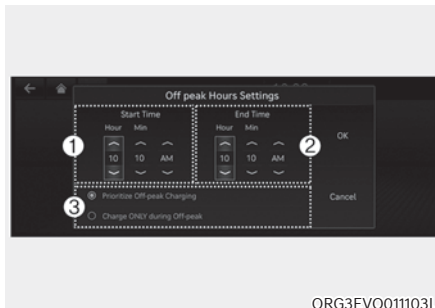 Off peak Hours Settings
Start Time
End Time
Hour Min
Hour Min
1
2
10 10 AM
10 10 AM
OK
3
Prioritize Off-peak Charging
Charge ONLY during Off-peak
Cancel
ORG3EVQ011103L